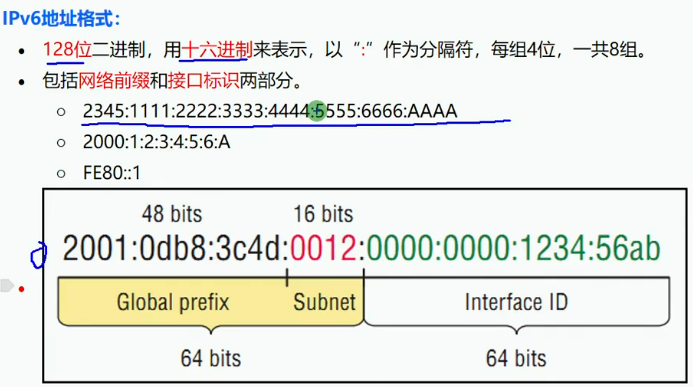 IPv6地址格式：
• 128位二进制，用十六进制来表示，以“:”作为分隔符，每组4位，一共8组。
• 包括网络前缀和接口标识两部分。
○ 2345:1111:2222:3333:4444:5555:6666:AAAA
○ 2000:1:2:3:4:5:6:A
○ FE80::1
48 bits 16 bits
2001:0db8:3c4d:0012:0000:0000:1234:56ab
Global prefix Subnet Interface ID
64 bits 64 bits